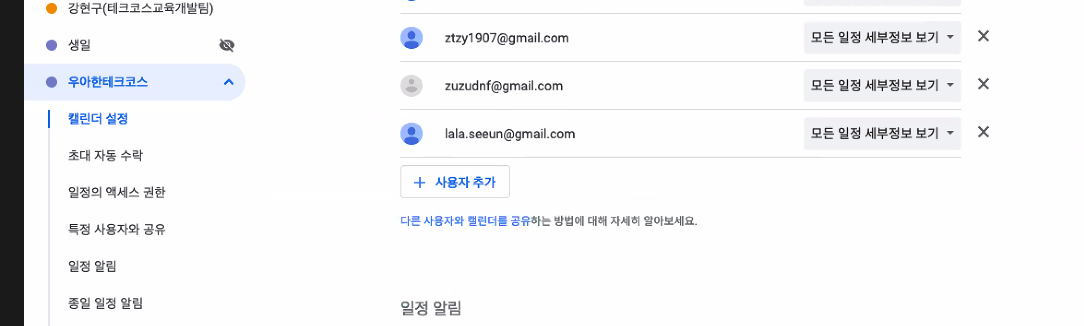 강현구(테크코스교육개발팀)
생일
우아한테크코스
캘린더 설정
초대 자동 수락
일정의 액세스 권한
특정 사용자와 공유
일정 알림
종일 일정 알림
ztzy1907@gmail.com 모든 일정 세부정보 보기
zuzudnf@gmail.com 모든 일정 세부정보 보기
lala.seeun@gmail.com 모든 일정 세부정보 보기
사용자 추가
다른 사용자와 캘린더를 공유하는 방법에 대해 자세히 알아보세요.
일정 알림